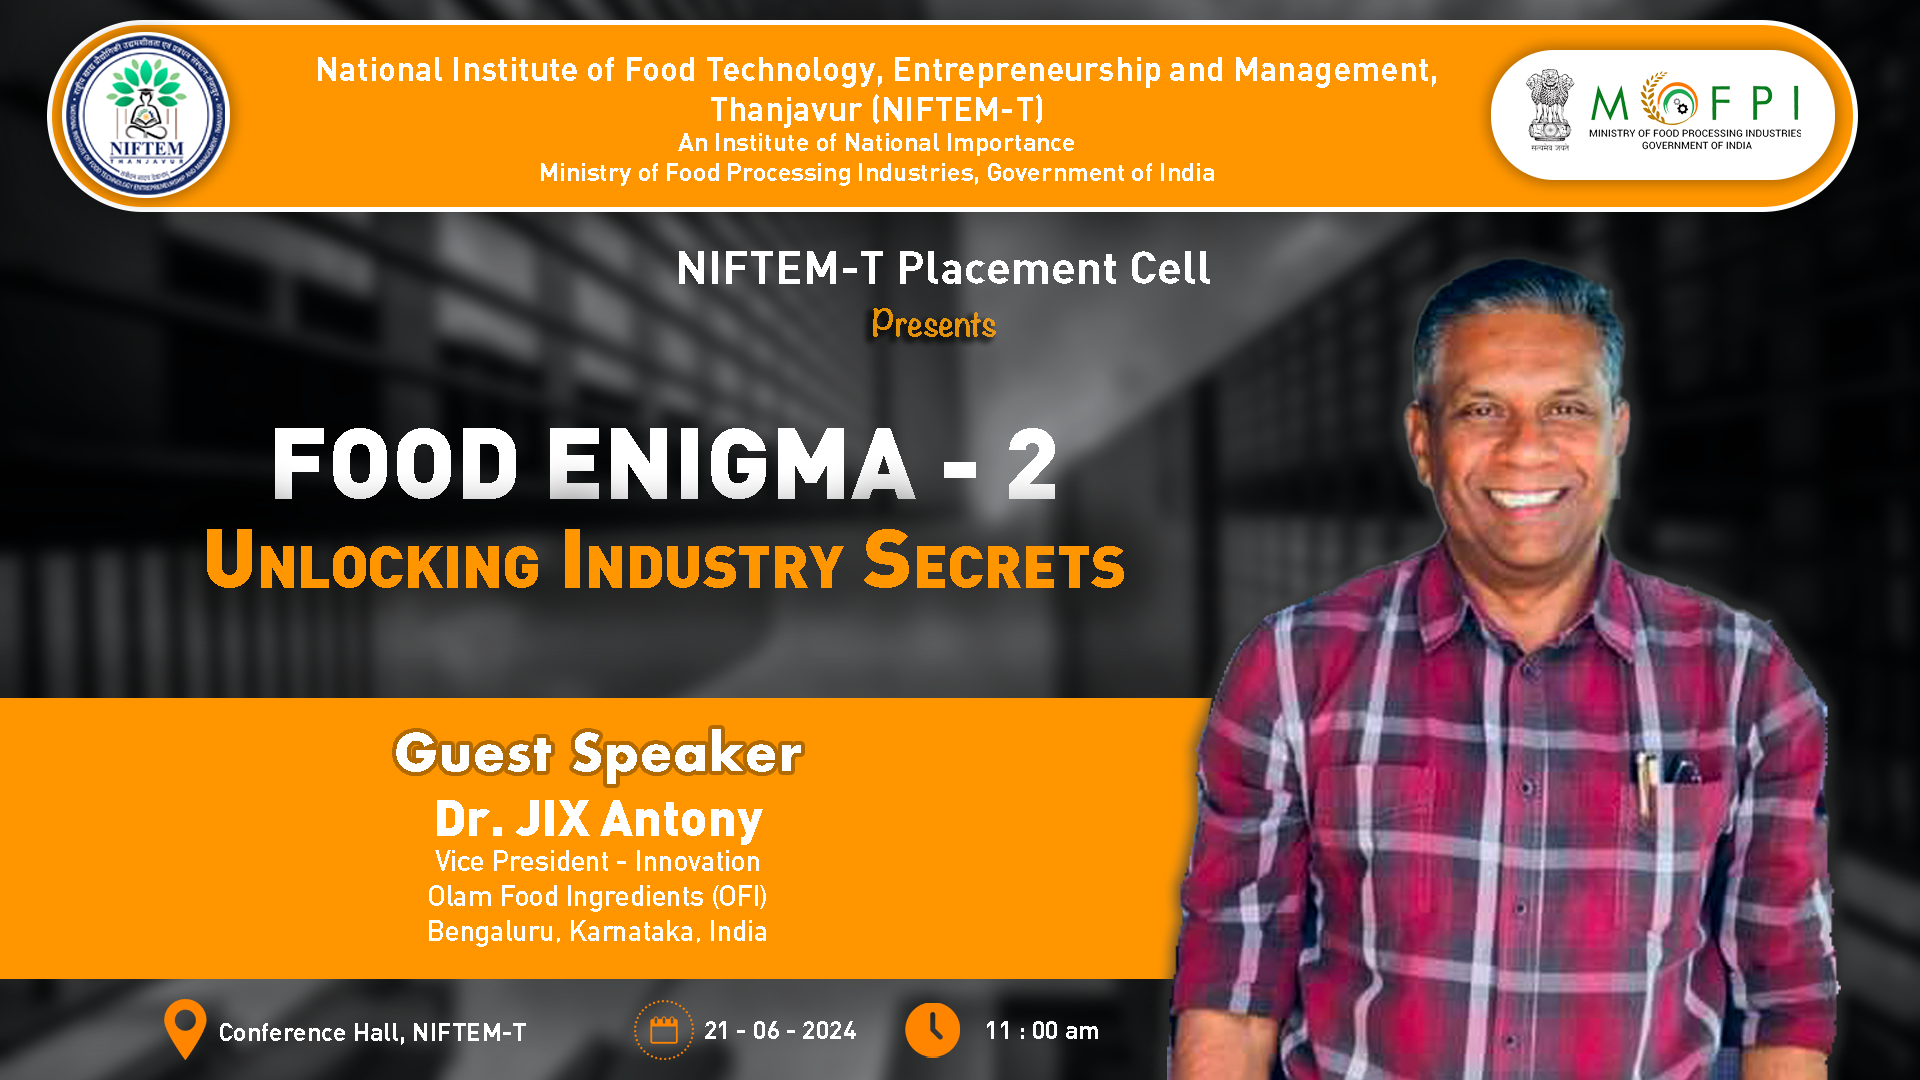 National Institute of Food Technology, Entrepreneurship and Management,
Thanjavur (NIFTEM-T)
An Institute of National Importance
Ministry of Food Processing Industries, Government of India
NIFTEM
THANJAVUR
सत्यमेव जयते
MOFPI
MINISTRY OF FOOD PROCESSING INDUSTRIES
GOVERNMENT OF INDIA
NIFTEM-T Placement Cell
Presents
FOOD ENIGMA - 2
UNLOCKING INDUSTRY SECRETS
Guest Speaker
Dr. JIX Antony
Vice President - Innovation
Olam Food Ingredients (OFI)
Bengaluru, Karnataka, India
Conference Hall, NIFTEM-T
21 - 06 - 2024
11 : 00 am